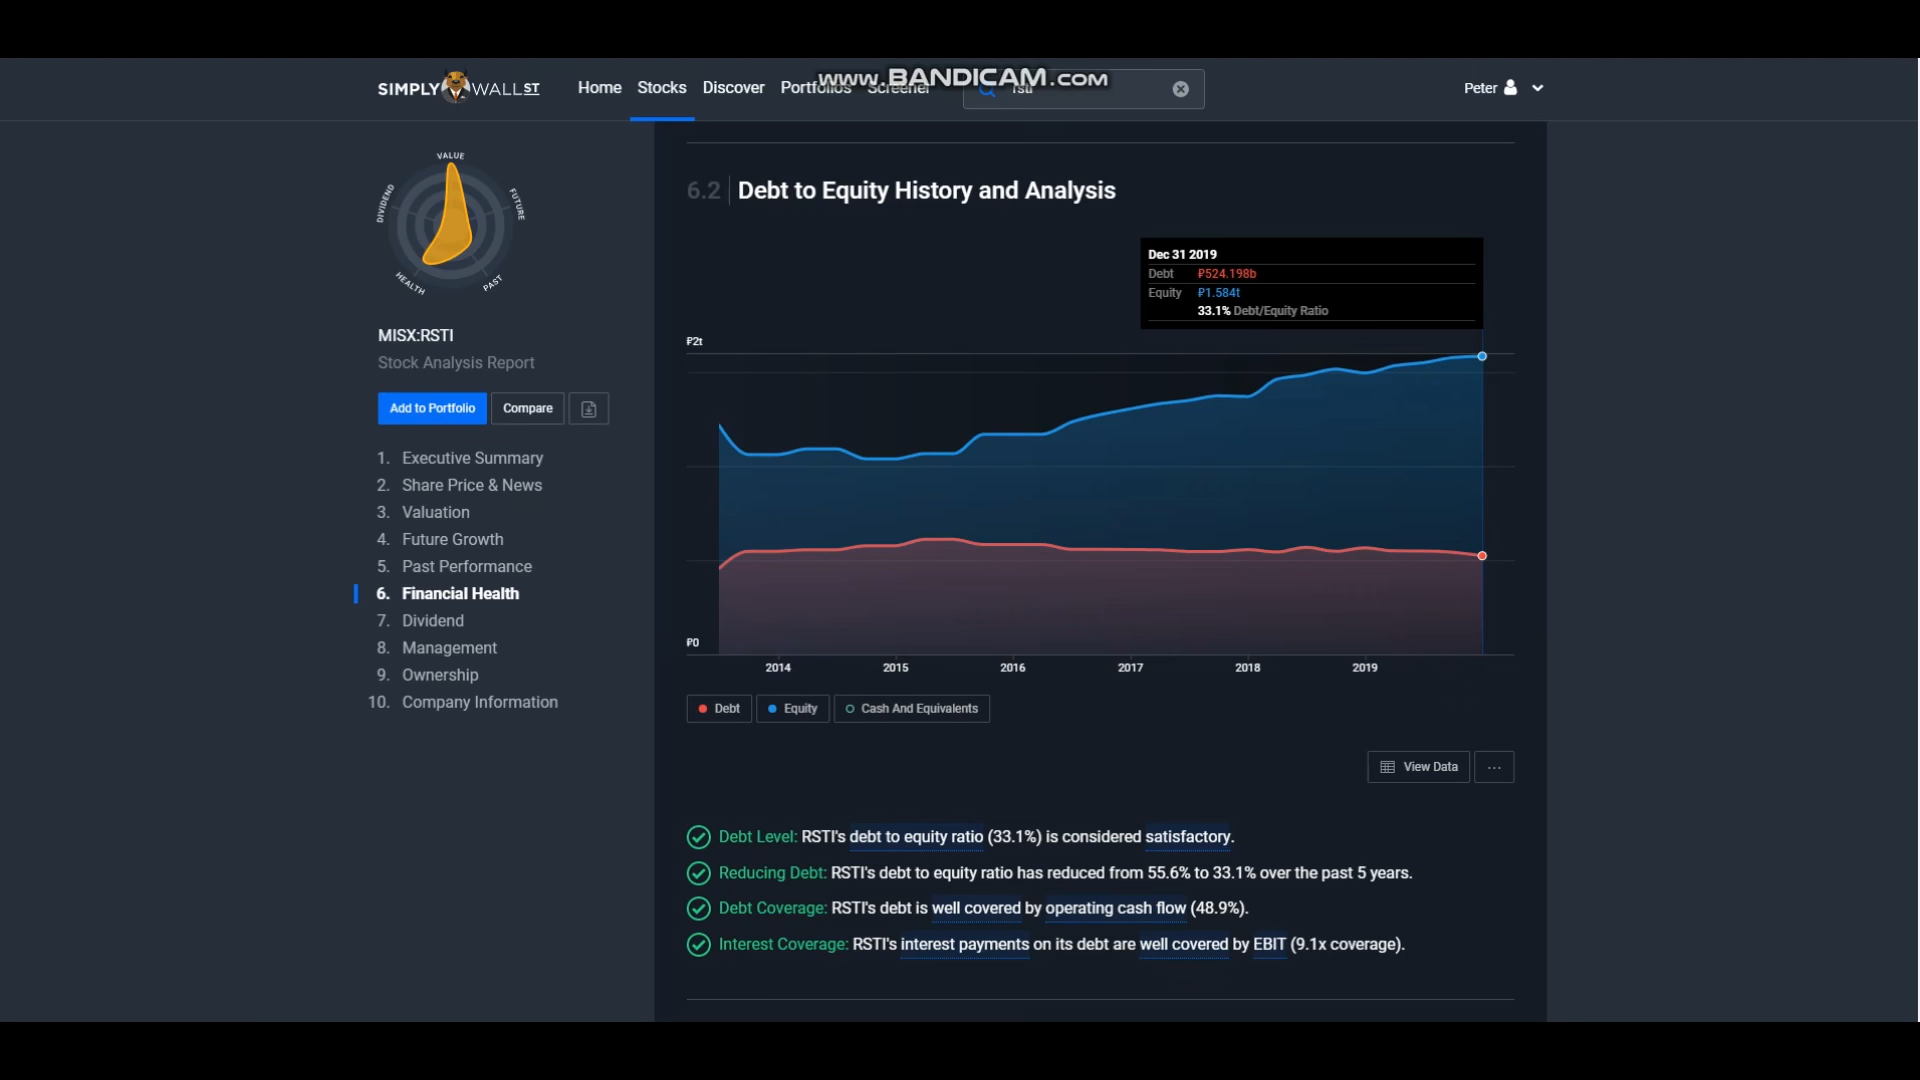 www.BANDICAM.COM
SIMPLY WALLST
Home Stocks Discover Portfolios Screener rsti Peter
VALUE
FUTURE
PAST
HEALTH
DIVIDEND
MISX:RSTI
Stock Analysis Report
Add to Portfolio Compare
1. Executive Summary
2. Share Price & News
3. Valuation
4. Future Growth
5. Past Performance
6. Financial Health
7. Dividend
8. Management
9. Ownership
10. Company Information
6.2 Debt to Equity History and Analysis
Dec 31 2019
Debt ₽524.198b
Equity ₽1.584t
33.1% Debt/Equity Ratio
₽2t
₽0
2014 2015 2016 2017 2018 2019
Debt Equity Cash And Equivalents
View Data ...
Debt Level: RSTI's debt to equity ratio (33.1%) is considered satisfactory.
Reducing Debt: RSTI's debt to equity ratio has reduced from 55.6% to 33.1% over the past 5 years.
Debt Coverage: RSTI's debt is well covered by operating cash flow (48.9%).
Interest Coverage: RSTI's interest payments on its debt are well covered by EBIT (9.1x coverage).